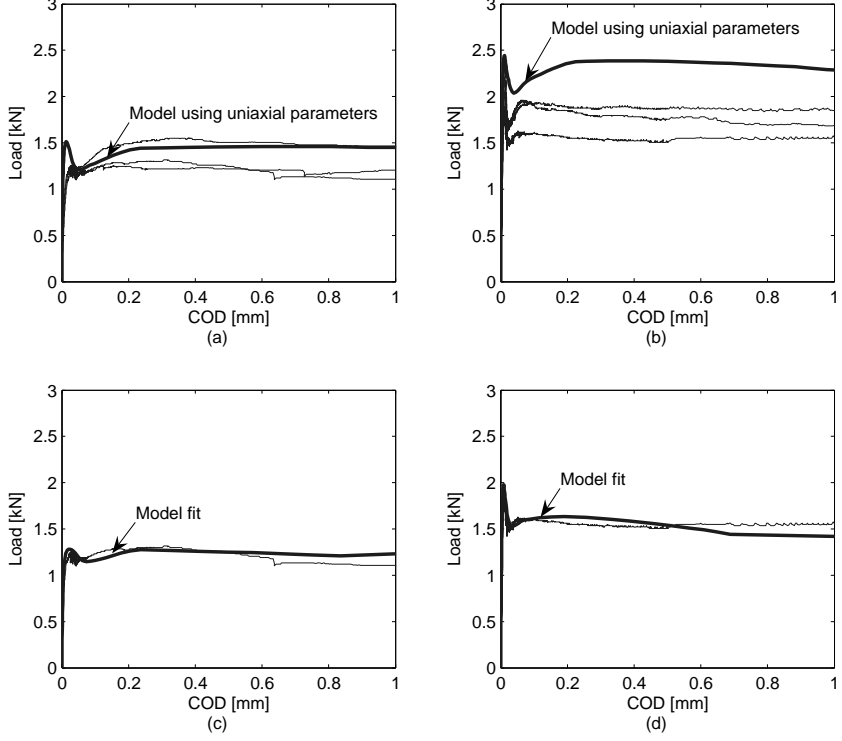 3
2.5
2
1.5
1
0.5
0
Load [kN]
Model using uniaxial parameters
0 0.2 0.4 0.6 0.8 1
COD [mm]
(a)
3
2.5
2
1.5
1
0.5
0
Load [kN]
Model using uniaxial parameters
0 0.2 0.4 0.6 0.8 1
COD [mm]
(b)
3
2.5
2
1.5
1
0.5
0
Load [kN]
Model fit
0 0.2 0.4 0.6 0.8 1
COD [mm]
(c)
3
2.5
2
1.5
1
0.5
0
Load [kN]
Model fit
0 0.2 0.4 0.6 0.8 1
COD [mm]
(d)